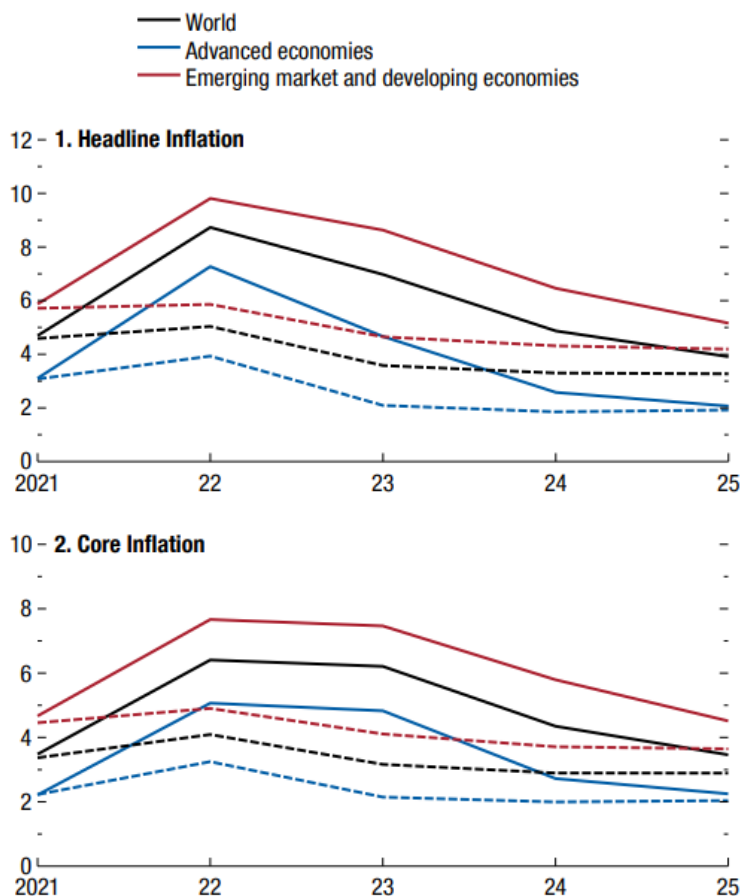 World
Advanced economies
Emerging market and developing economies
12
1. Headline Inflation
10
8
6
4
2
0
2021 22 23 24 25
10
2. Core Inflation
8
6
4
2
0
2021 22 23 24 25